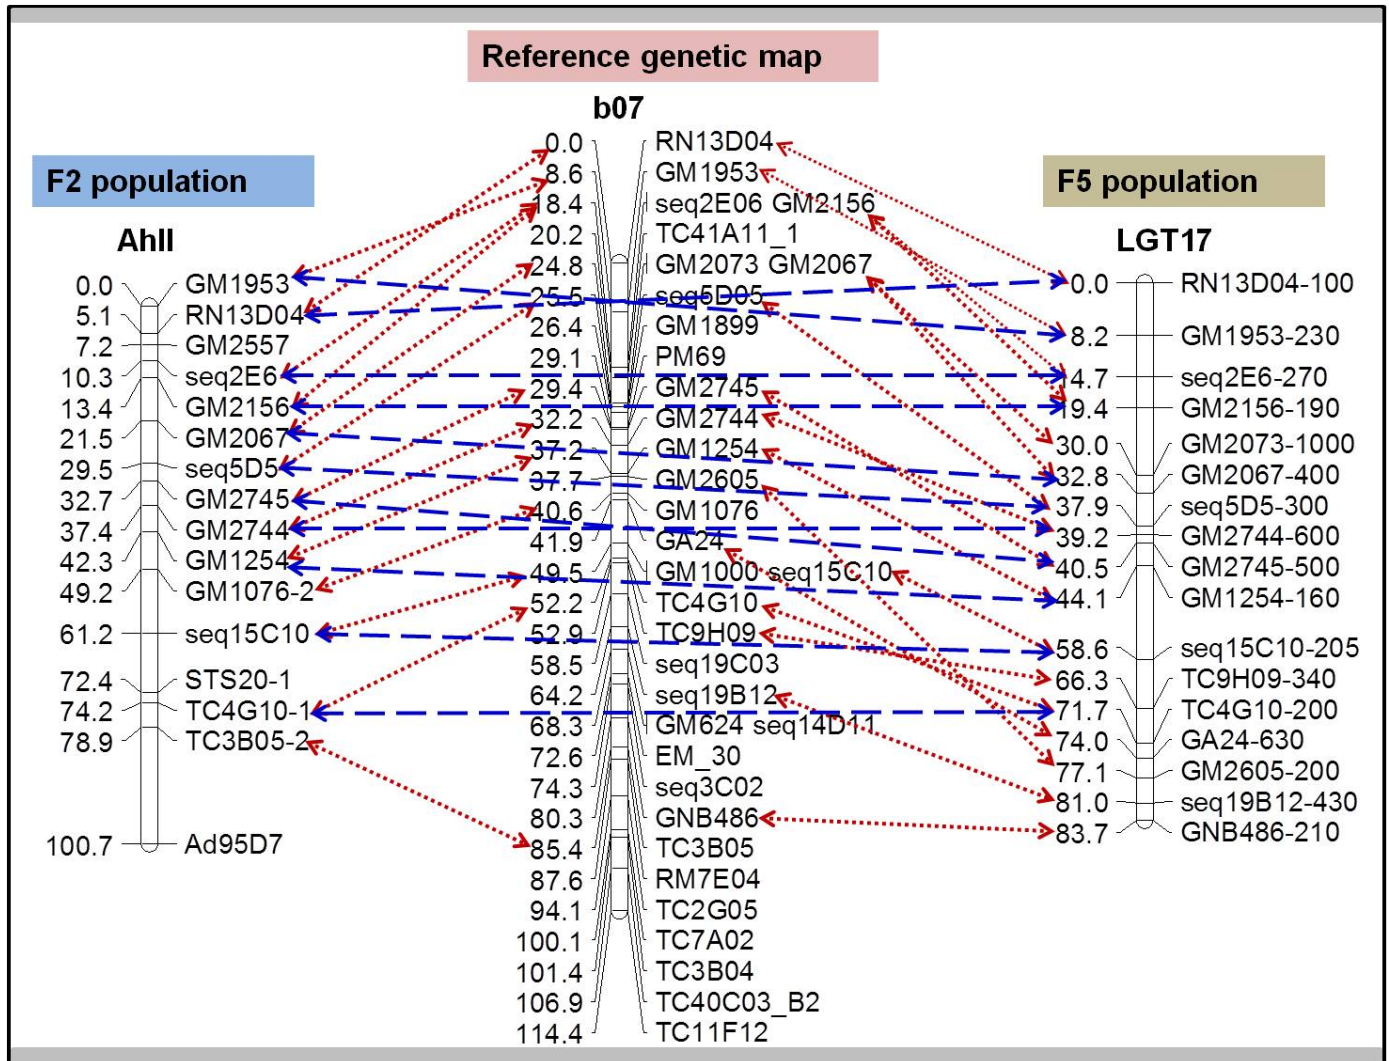 Reference genetic map
b07
F2 population
AhII
0.0 GM1953
5.1 RN13D04
7.2 GM2557
10.3 seq2E6
13.4 GM2156
21.5 GM2067
29.5 seq5D5
32.7 GM2745
37.4 GM2744
42.3 GM1254
49.2 GM1076-2
61.2 seq15C10
72.4 STS20-1
74.2 TC4G10-1
78.9 TC3B05-2
100.7 Ad95D7
0.0 RN13D04
8.6 GM1953
18.4 seq2E06 GM2156
20.2 TC41A11_1
24.8 GM2073 GM2067
25.5 seq5D05
26.4 GM1899
29.1 PM69
29.4 GM2745
32.2 GM2744
37.2 GM1254
37.7 GM2605
40.6 GM1076
41.9 GA24
49.5 GM1000 seq15C10
52.2 TC4G10
52.9 TC9H09
58.5 seq19C03
64.2 seq19B12
68.3 GM624 seq14D11
72.6 EM_30
74.3 seq3C02
80.3 GNB486
85.4 TC3B05
87.6 RM7E04
94.1 TC2G05
100.1 TC7A02
101.4 TC3B04
106.9 TC40C03_B2
114.4 TC11F12
F5 population
LGT17
0.0 RN13D04-100
8.2 GM1953-230
14.7 seq2E6-270
19.4 GM2156-190
30.0 GM2073-1000
32.8 GM2067-400
37.9 seq5D5-300
39.2 GM2744-600
40.5 GM2745-500
44.1 GM1254-160
58.6 seq15C10-205
66.3 TC9H09-340
71.7 TC4G10-200
74.0 GA24-630
77.1 GM2605-200
81.0 seq19B12-430
83.7 GNB486-210